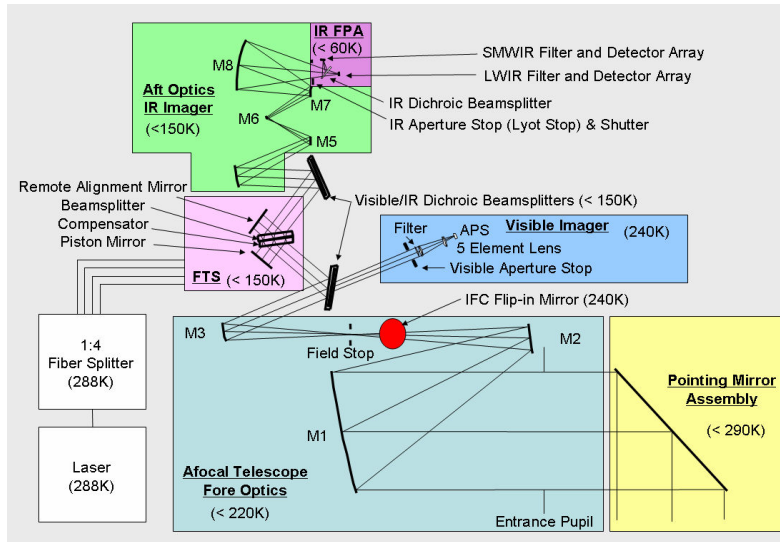 IR FPA
(< 60K)
SMWIR Filter and Detector Array
LWIR Filter and Detector Array
M8
Aft Optics
IR Imager
(<150K)
M7
IR Dichroic Beamsplitter
M6
IR Aperture Stop (Lyot Stop) & Shutter
M5
Remote Alignment Mirror
Beamsplitter
Compensator
Piston Mirror
Visible/IR Dichroic Beamsplitters (< 150K)
Filter
APS
Visible Imager
(240K)
5 Element Lens
Visible Aperture Stop
FTS
(< 150K)
IFC Flip-in Mirror (240K)
M3
Field Stop
M2
1:4
Fiber Splitter
(288K)
Pointing Mirror
Assembly
(< 290K)
M1
Laser
(288K)
Afocal Telescope
Fore Optics
(< 220K)
Entrance Pupil